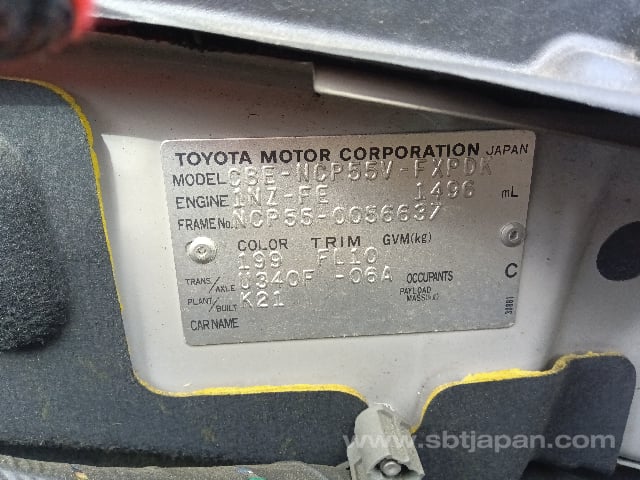 TOYOTA MOTOR CORPORATION JAPAN
MODEL CBE-NCP55V-FXPDK
ENGINE 1NZ-FE 1496 mL
FRAME No. NCP55-0056637
COLOR TRIM GVM(kg)
199 FL10
TRANS/AXLE U340F -06A OCCUPANTS C
PLANT/BUILT K21 PAYLOAD MASS(kg)
CAR NAME
www.sbtjapan.com